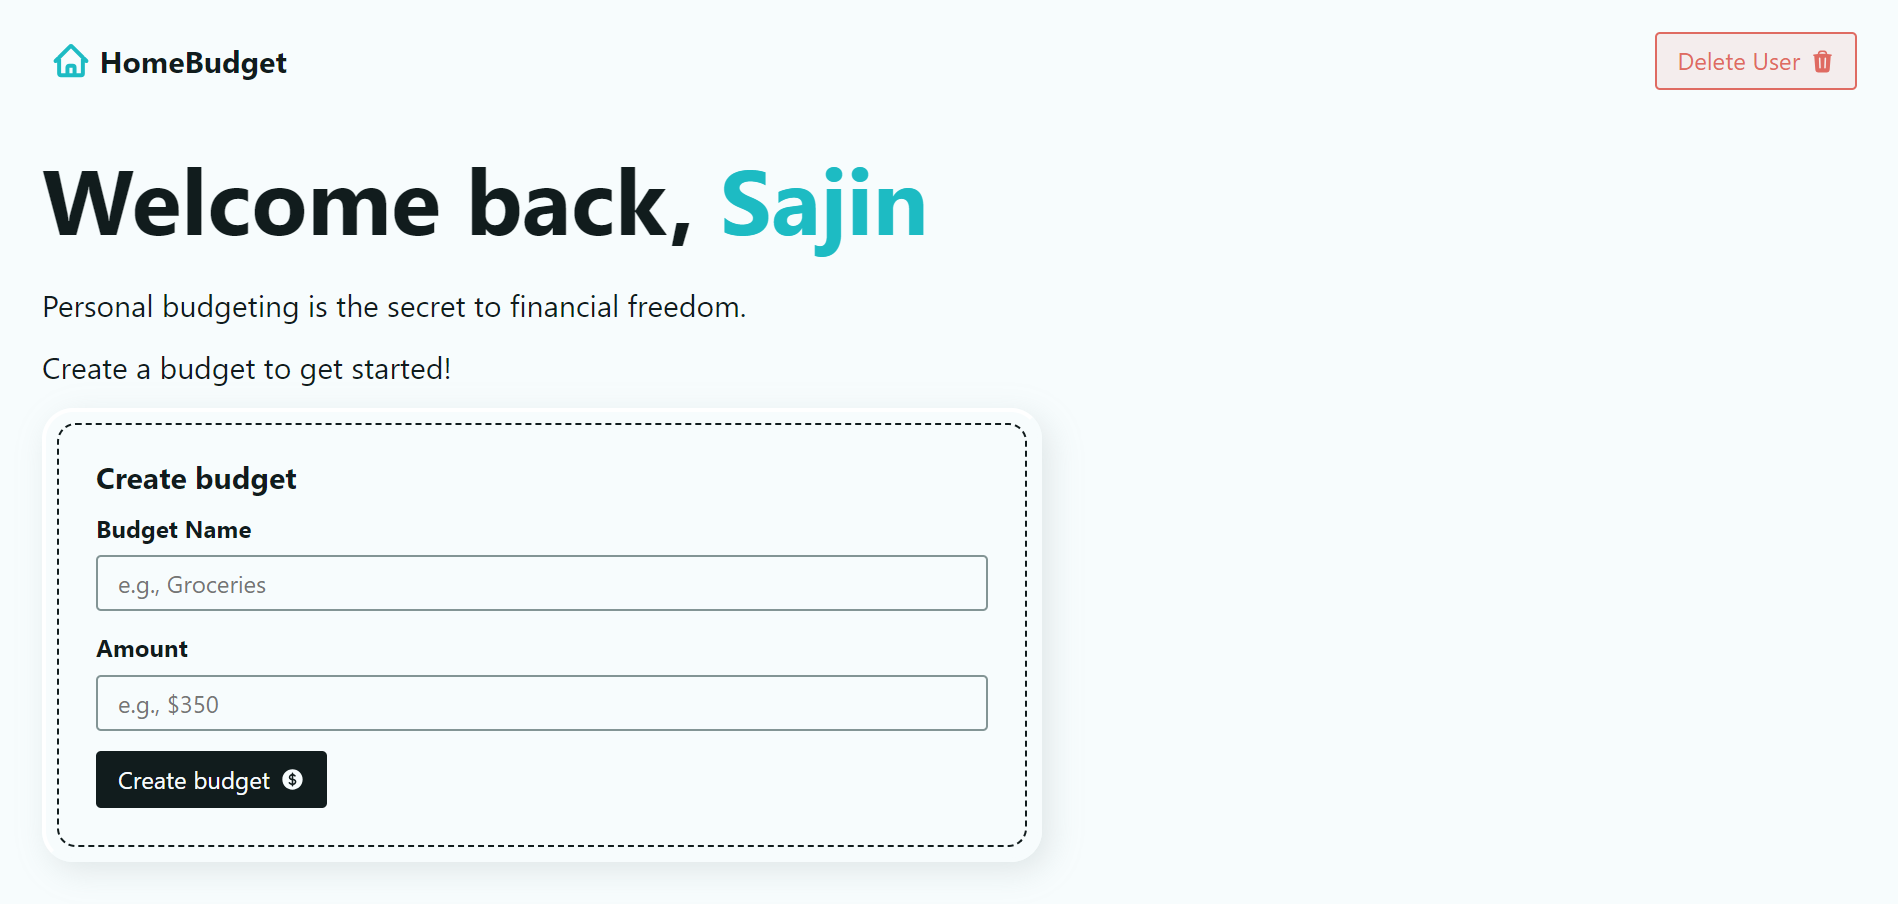 HomeBudget
Delete User
Welcome back, Sajin
Personal budgeting is the secret to financial freedom.
Create a budget to get started!
Create budget
Budget Name
e.g., Groceries
Amount
e.g., $350
Create budget $